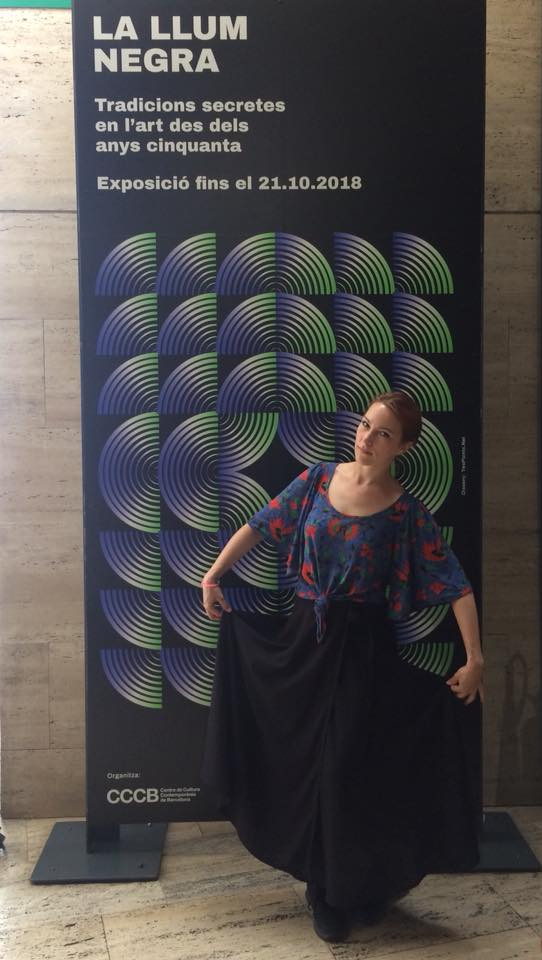 LA LLUM
NEGRA
Tradicions secretes
en l'art des dels
anys cinquanta
Exposició fins el 21.10.2018
Organitza:
CCCB Centre de Cultura
Contemporània
de Barcelona